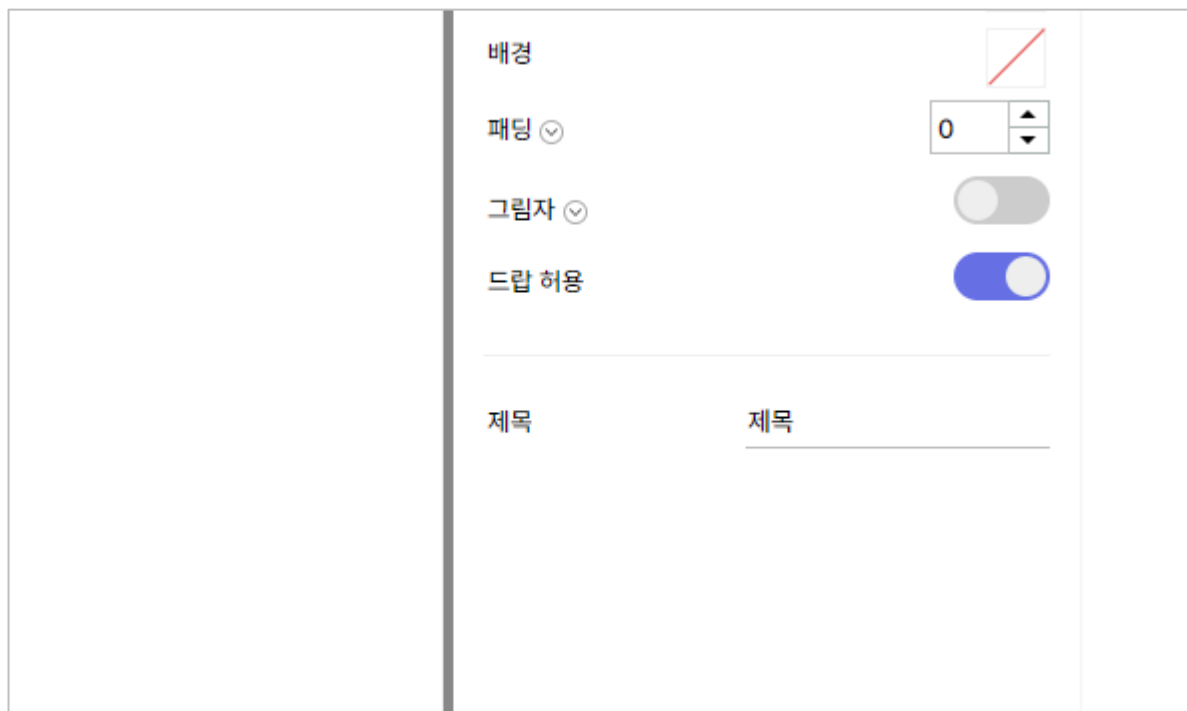 배경
패딩 0
그림자
드랍 허용
제목 제목